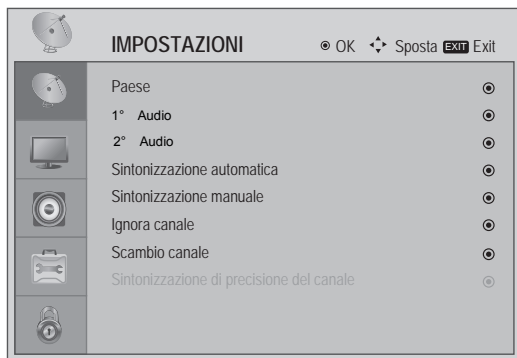 IMPOSTAZIONI OK Sposta EXIT Exit
Paese
1° Audio
2° Audio
Sintonizzazione automatica
Sintonizzazione manuale
Ignora canale
Scambio canale
Sintonizzazione di precisione del canale